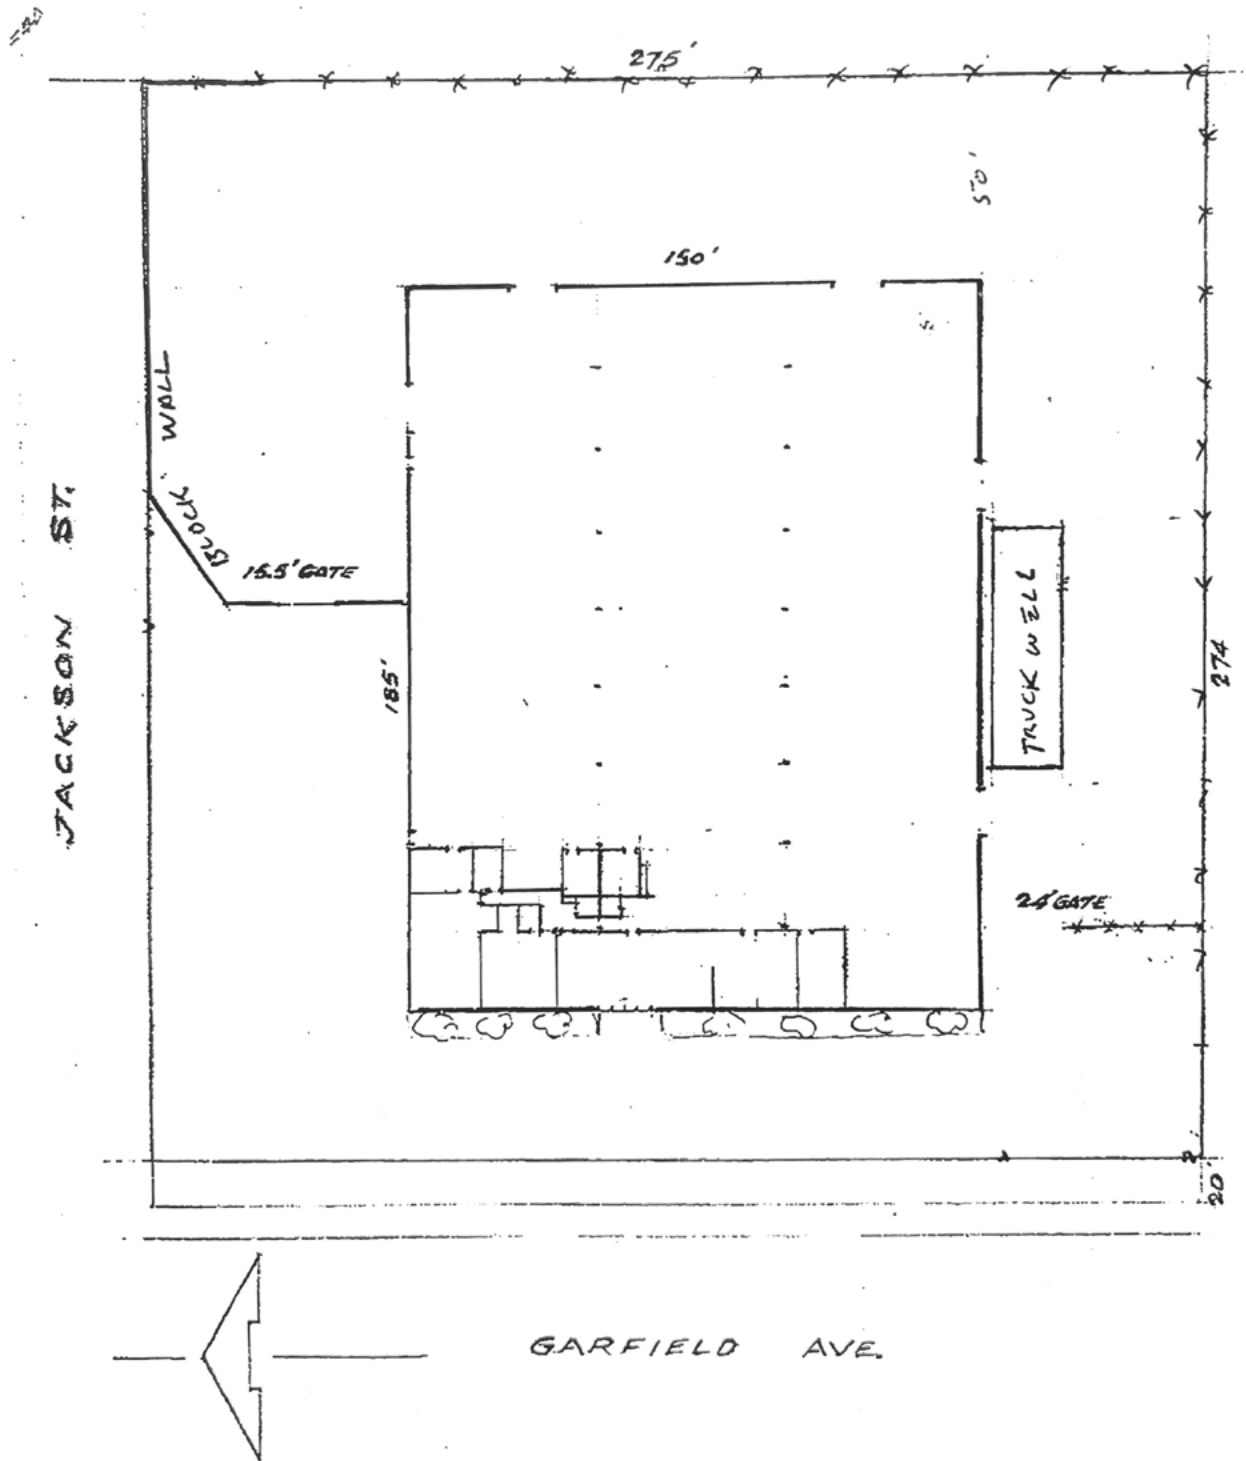 275'
50'
150'
BLOCK WALL
15.5' GATE
JACKSON ST.
185'
TRUCK WELL
274
24' GATE
20'
GARFIELD AVE.